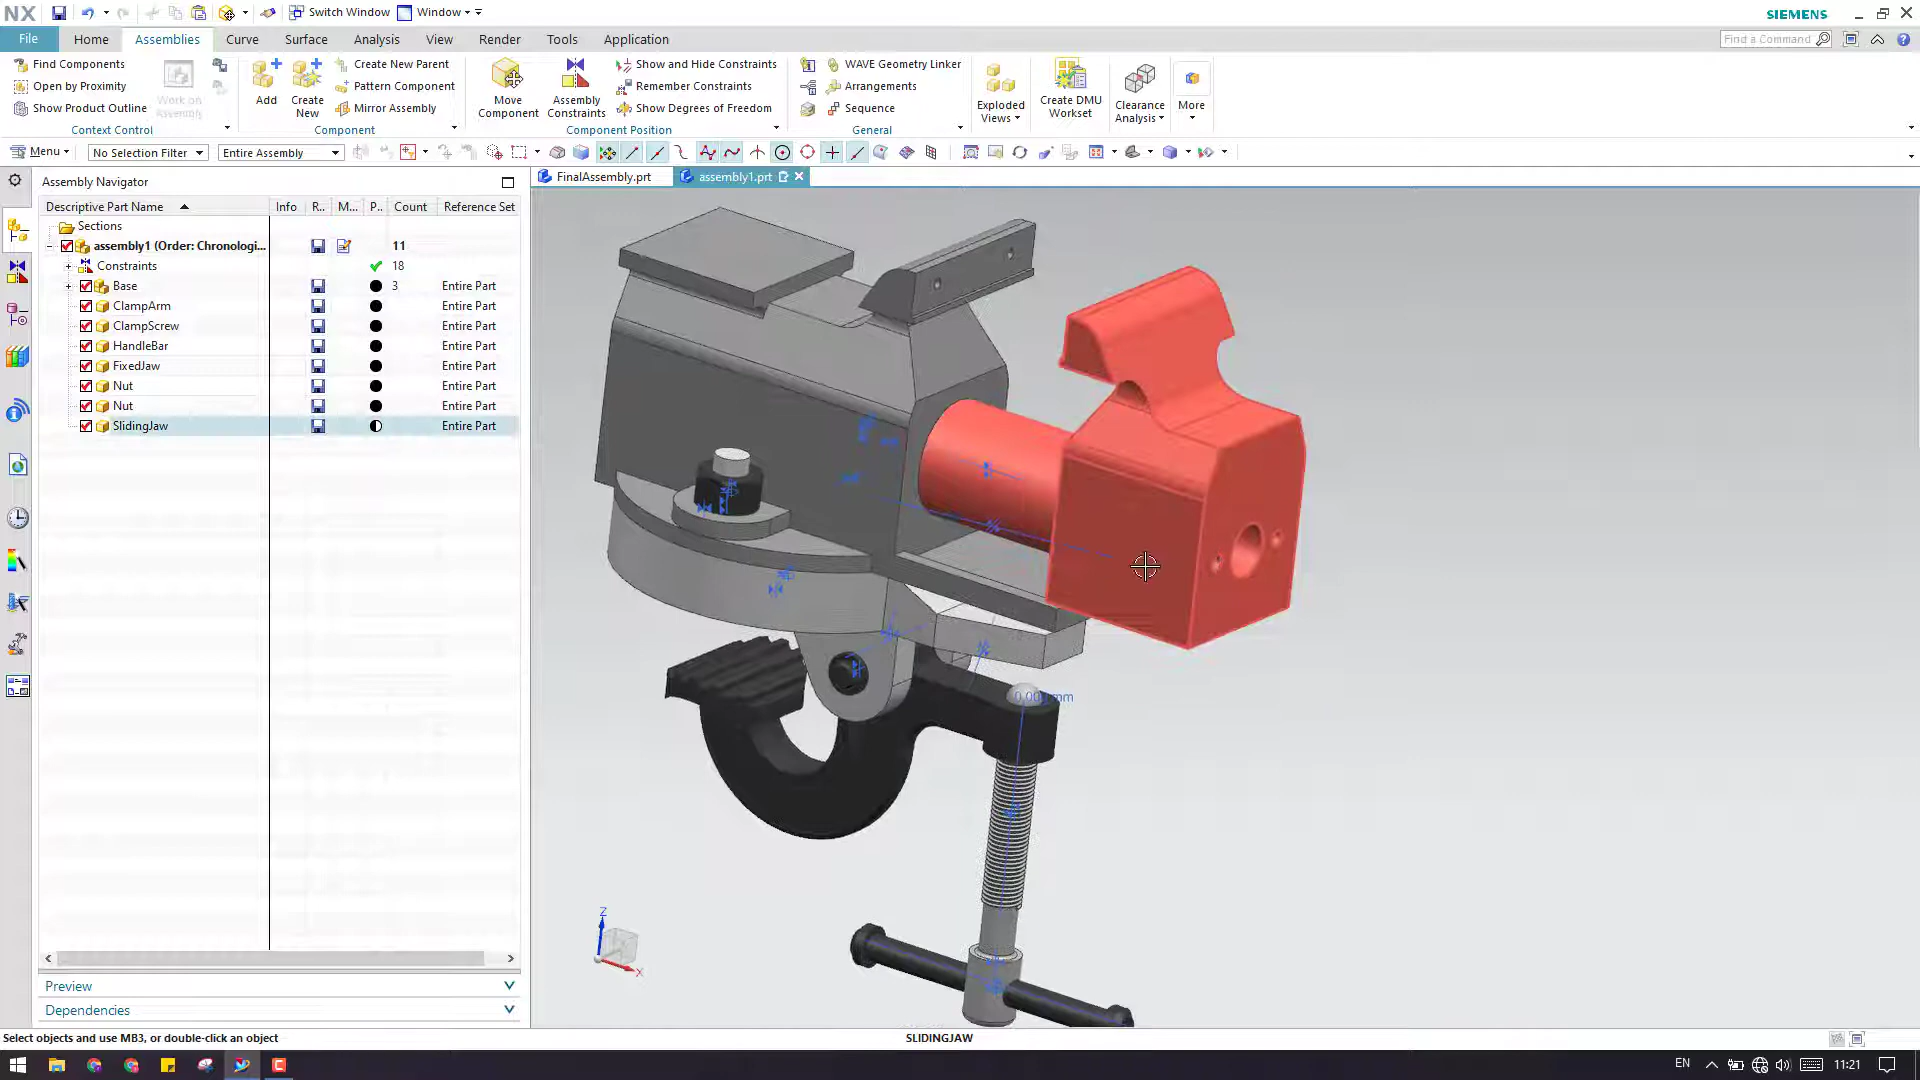 NX
Switch Window
Window
SIEMENS
File
Home
Assemblies
Curve
Surface
Analysis
View
Render
Tools
Application
Find a Command
Find Components
Open by Proximity
Show Product Outline
Context Control
Work on Assembly
Add
Create New
Create New Parent
Pattern Component
Mirror Assembly
Component
Move Component
Assembly Constraints
Show and Hide Constraints
Remember Constraints
Show Degrees of Freedom
Component Position
WAVE Geometry Linker
Arrangements
Sequence
General
Exploded Views
Create DMU Workset
Clearance Analysis
More
Menu
No Selection Filter
Entire Assembly
Assembly Navigator
FinalAssembly.prt
assembly1.prt
Descriptive Part Name
Info
R..
M...
P..
Count
Reference Set
Sections
assembly1 (Order: Chronologi...
11
Constraints
18
Base
3
Entire Part
ClampArm
Entire Part
ClampScrew
Entire Part
HandleBar
Entire Part
FixedJaw
Entire Part
Nut
Entire Part
Nut
Entire Part
SlidingJaw
Entire Part
Z
X
Preview
Dependencies
Select objects and use MB3, or double-click an object
SLIDINGJAW
EN
11:21